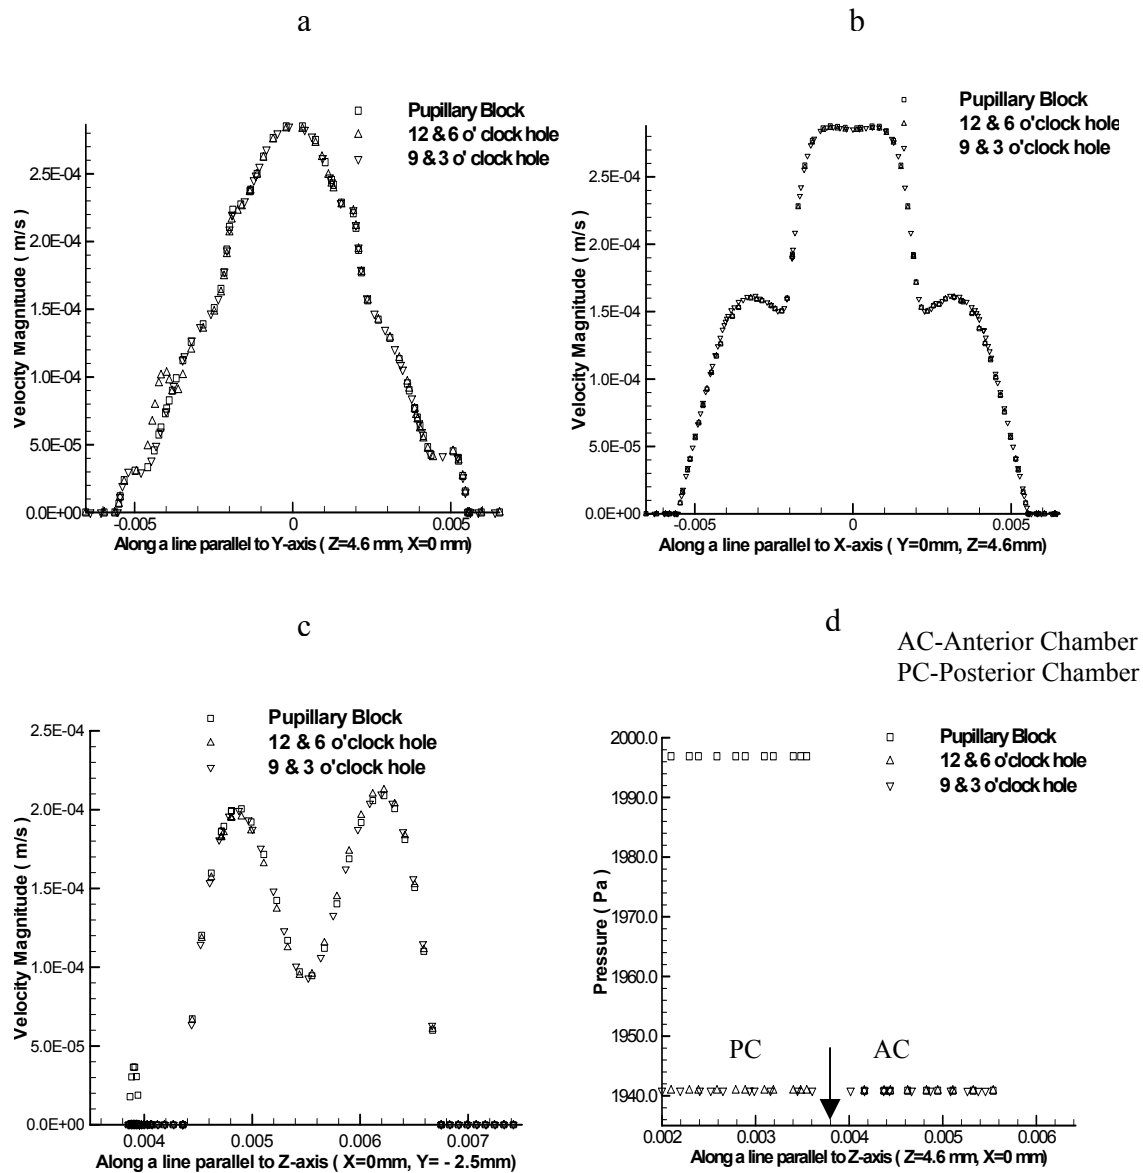 a
Pupillary Block
12 & 6 o' clock hole
9 & 3 o' clock hole
Velocity Magnitude ( m/s )
2.5E-04
2.0E-04
1.5E-04
1.0E-04
5.0E-05
0.0E+00
-0.005
0
0.005
Along a line parallel to Y-axis ( Z=4.6 mm, X=0 mm)
b
Pupillary Block
12 & 6 o'clock hole
9 & 3 o'clock hole
Velocity Magnitude ( m/s )
2.5E-04
2.0E-04
1.5E-04
1.0E-04
5.0E-05
0.0E+00
-0.005
0
0.005
Along a line parallel to X-axis ( Y=0mm, Z=4.6mm)
c
Pupillary Block
12 & 6 o'clock hole
9 & 3 o'clock hole
Velocity Magnitude ( m/s )
2.5E-04
2.0E-04
1.5E-04
1.0E-04
5.0E-05
0.0E+00
0.004
0.005
0.006
0.007
Along a line parallel to Z-axis ( X=0mm, Y= - 2.5mm)
d
AC-Anterior Chamber
PC-Posterior Chamber
Pupillary Block
12 & 6 o'clock hole
9 & 3 o'clock hole
Pressure ( Pa )
2000.0
1990.0
1980.0
1970.0
1960.0
1950.0
1940.0
PC
AC
0.002
0.003
0.004
0.005
0.006
Along a line parallel to Z-axis ( Z=4.6 mm, X=0 mm)